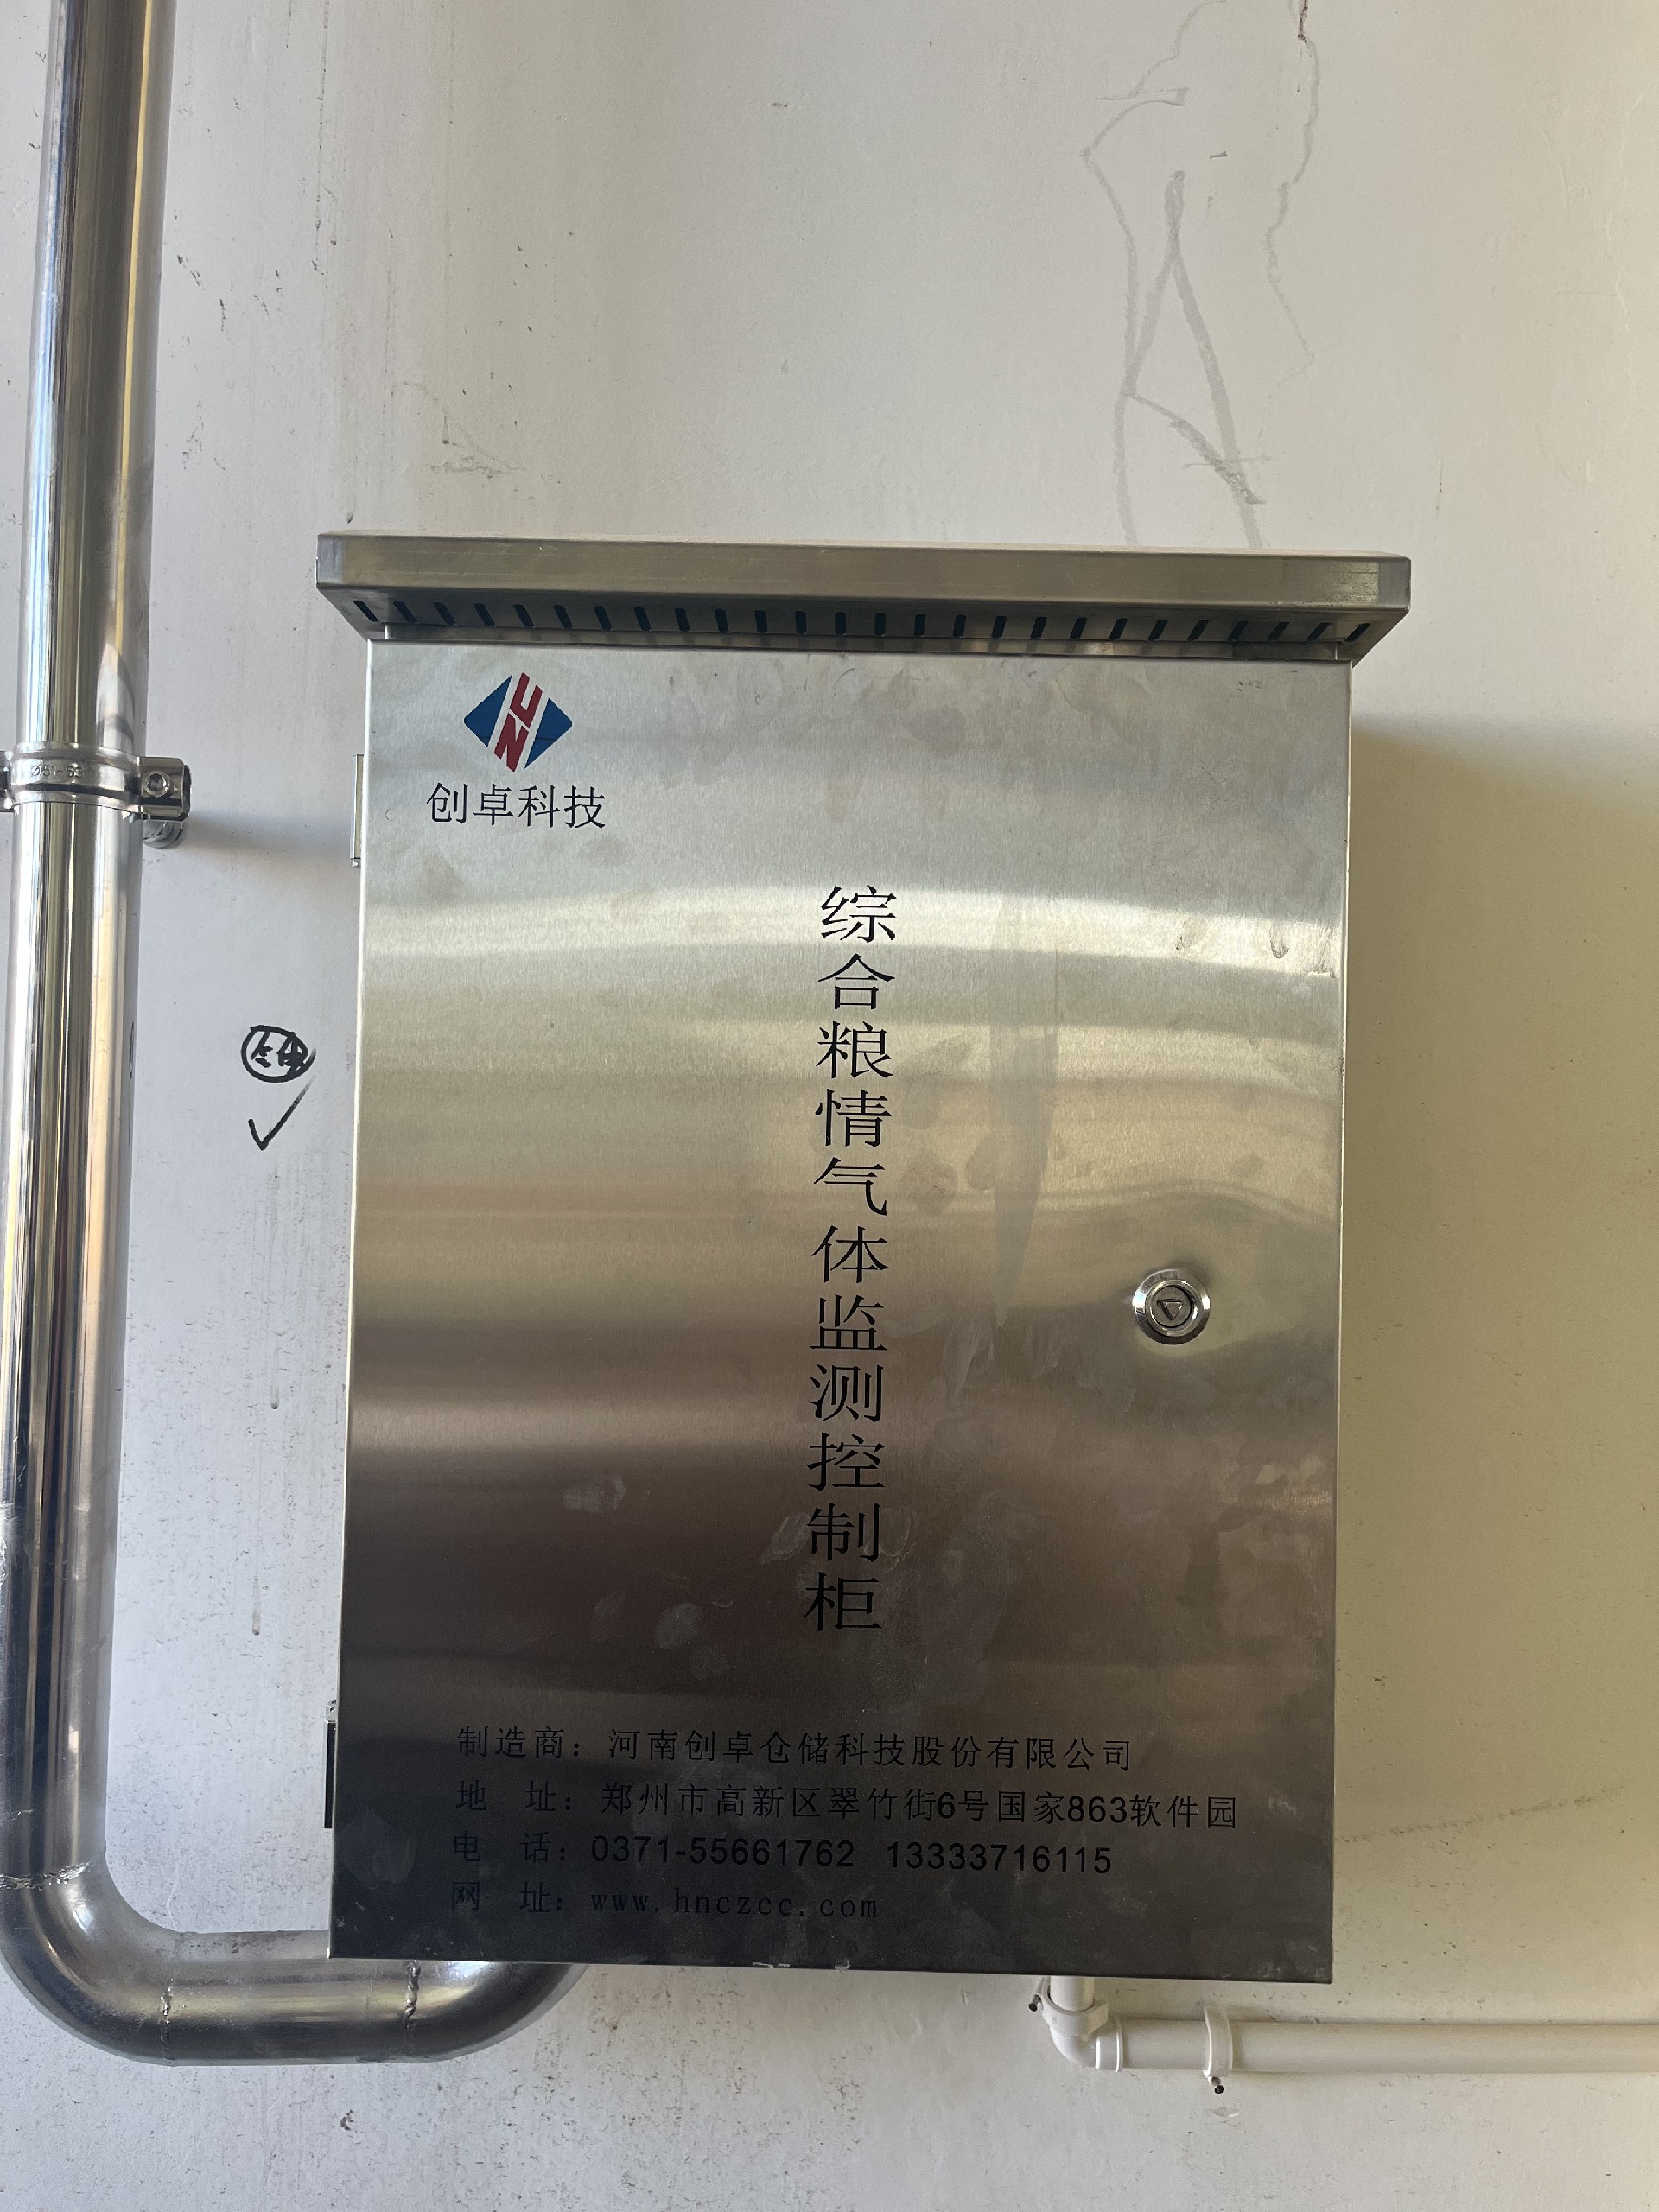 创卓科技
综合粮情气体监测控制柜
制造商：河南创卓仓储科技股份有限公司
地 址：郑州市高新区翠竹街6号国家863软件园
电 话：0371-55661762 13333716115
网 址：www.hnczcc.com